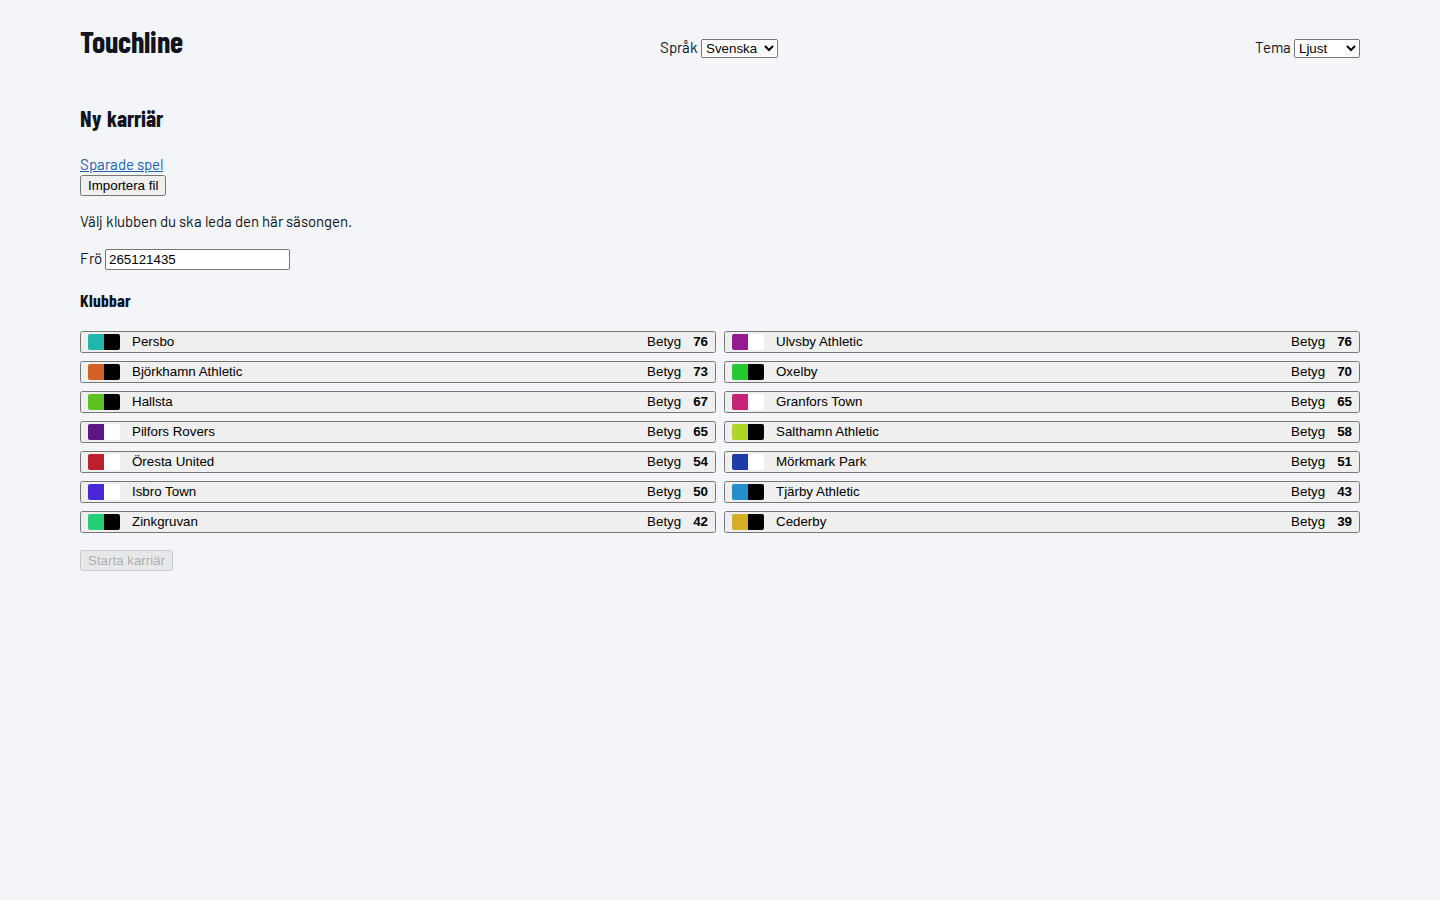 Touchline
Språk Svenska
Tema Ljust
Ny karriär
Sparade spel
Importera fil
Välj klubben du ska leda den här säsongen.
Frö 265121435
Klubbar
Persbo Betyg 76
Ulvsby Athletic Betyg 76
Björkhamn Athletic Betyg 73
Oxelby Betyg 70
Hallsta Betyg 67
Granfors Town Betyg 65
Pilfors Rovers Betyg 65
Salthamn Athletic Betyg 58
Öresta United Betyg 54
Mörkmark Park Betyg 51
Isbro Town Betyg 50
Tjärby Athletic Betyg 43
Zinkgruvan Betyg 42
Cederby Betyg 39
Starta karriär